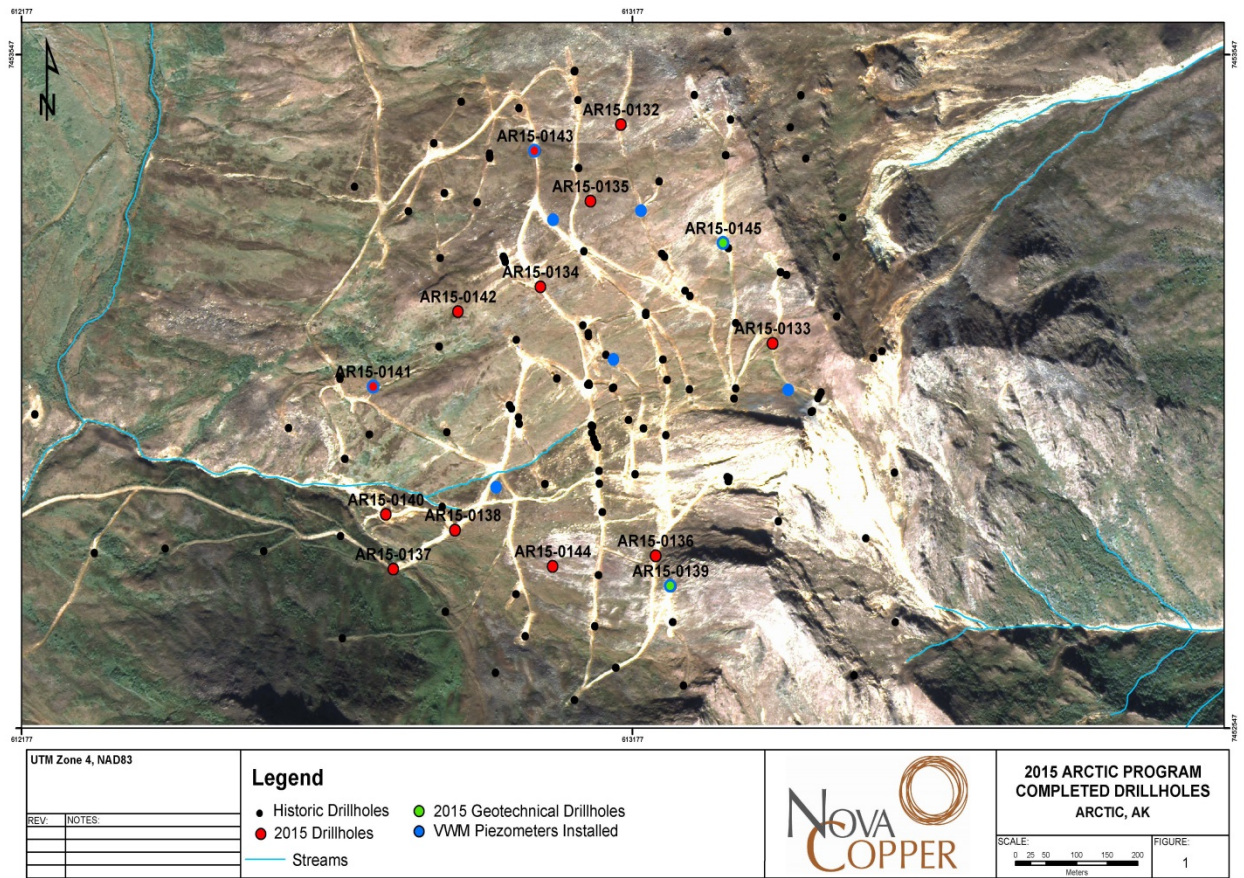 612177
613177
7453547
7453547
N
AR15-0132
AR15-0143
AR15-0135
AR15-0145
AR15-0134
AR15-0142
AR15-0133
AR15-0141
AR15-0140
AR15-0138
AR15-0137
AR15-0144
AR15-0136
AR15-0139
7452547
7452547
612177
613177
UTM Zone 4, NAD83
REV: NOTES:
Legend
Historic Drillholes
2015 Drillholes
Streams
2015 Geotechnical Drillholes
VWM Piezometers Installed
NOVA
COPPER
2015 ARCTIC PROGRAM
COMPLETED DRILLHOLES
ARCTIC, AK
SCALE:
0 25 50 100 150 200
Meters
FIGURE:
1